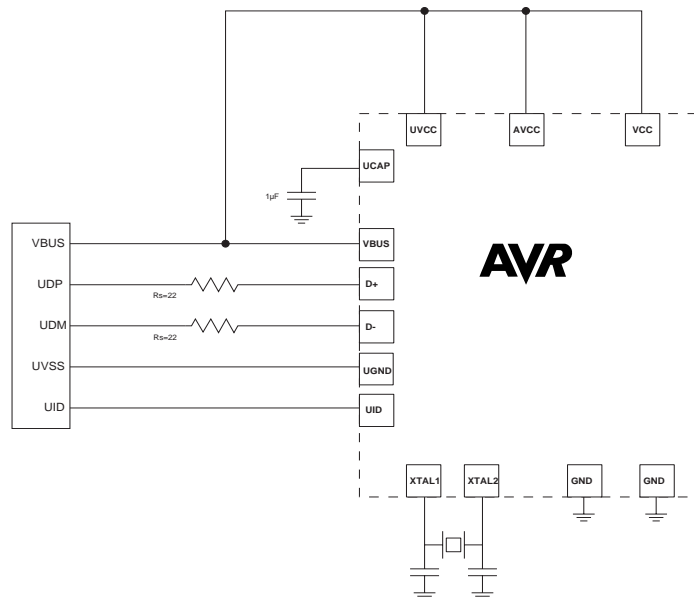 UVCC
AVCC
VCC
UCAP
1µF
VBUS
VBUS
AVR
UDP
Rs=22
D+
UDM
Rs=22
D-
UVSS
UGND
UID
UID
XTAL1
XTAL2
GND
GND